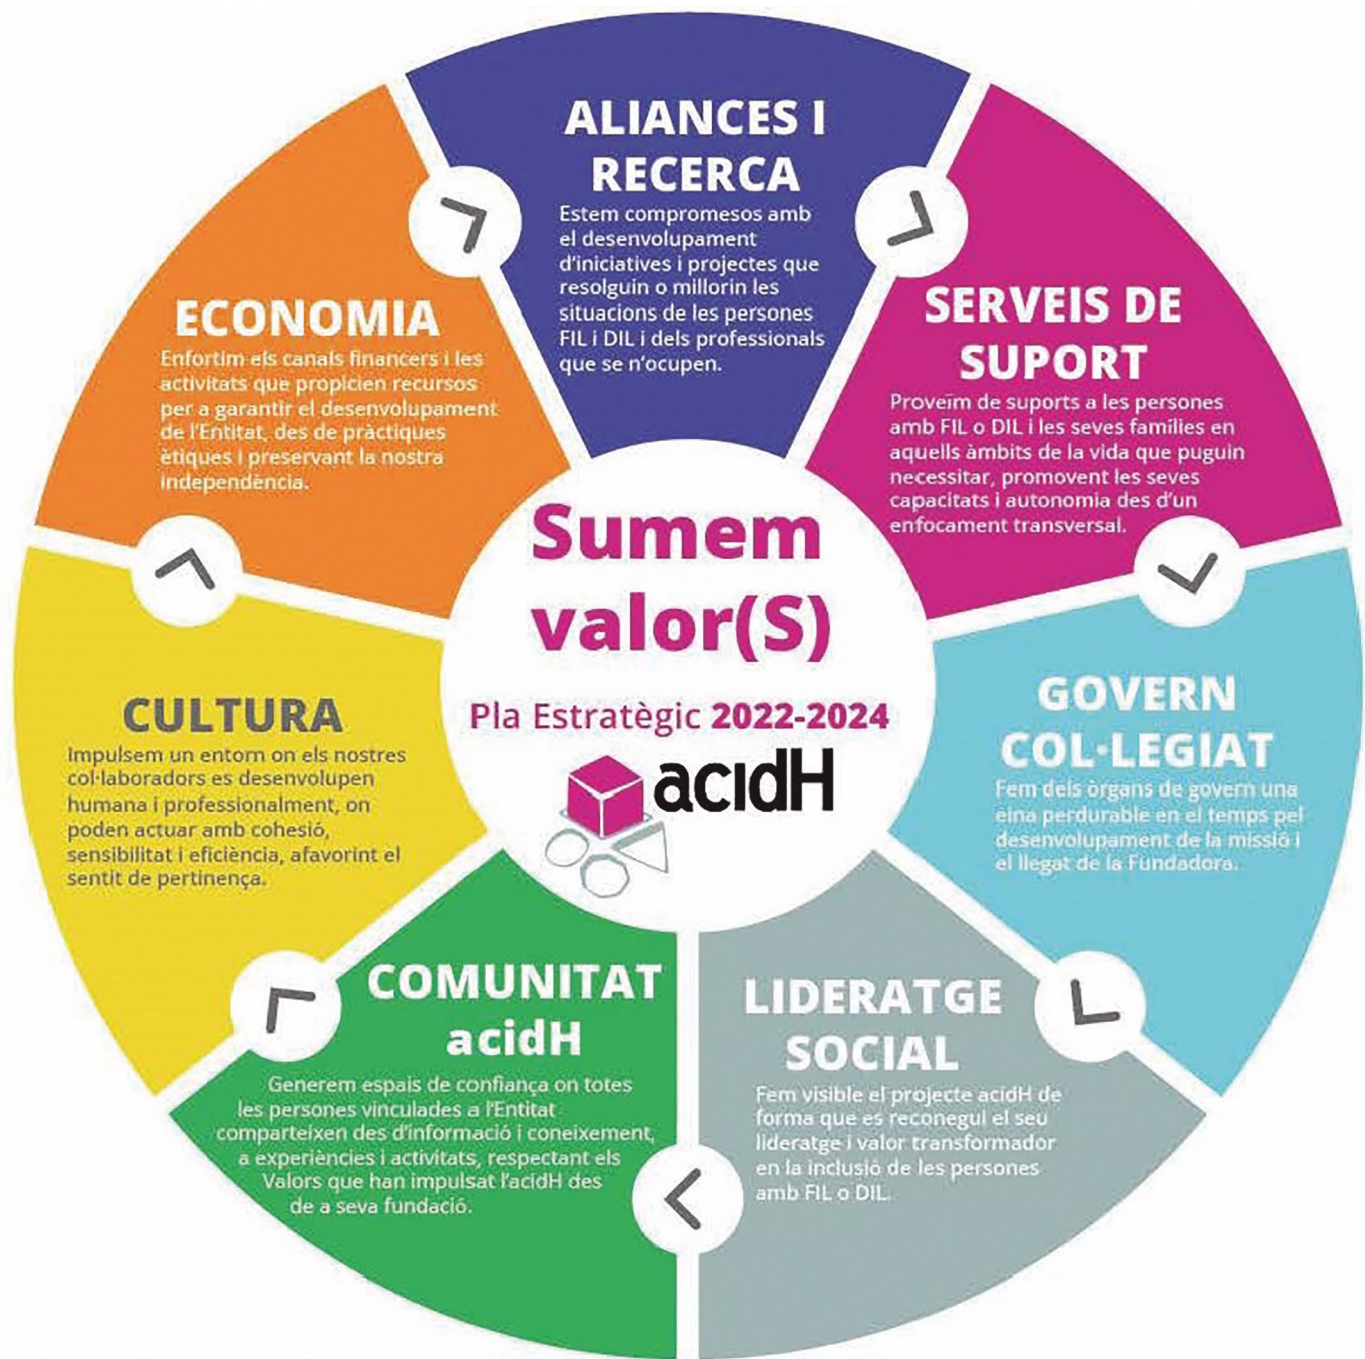 ALIANCES I
RECERCA
Estem compromesos amb
el desenvolupament
d'iniciatives i projectes que
resolguin o millorin les
situacions de les persones
FIL i DIL i dels professionals
que se n'ocupen.
SERVEIS DE
SUPORT
Proveïm de suports a les persones
amb FIL o DIL i les seves famílies en
aquells àmbits de la vida que puguin
necessitar, promovent les seves
capacitats i autonomia des d'un
enfocament transversal.
GOVERN
COL·LEGIAT
Fem dels òrgans de govern una
eina perdurable en el temps pel
desenvolupament de la missió i
el llegat de la Fundadora.
LIDERATGE
SOCIAL
Fem visible el projecte acidH de
forma que es reconegui el seu
lideratge i valor transformador
en la inclusió de les persones
amb FIL o DIL.
COMUNITAT
acidH
Generem espais de confiança on totes
les persones vinculades a l'Entitat
comparteixen des d'informació i coneixement,
a experiències i activitats, respectant els
Valors que han impulsat l'acidH des
de a seva fundació.
CULTURA
Impulsem un entorn on els nostres
col·laboradors es desenvolupen
humana i professionalment, on
poden actuar amb cohesió,
sensibilitat i eficiència, afavorint el
sentit de pertinença.
ECONOMIA
Enfortim els canals financers i les
activitats que propicien recursos
per a garantir el desenvolupament
de l'Entitat, des de pràctiques
ètiques i preservant la nostra
independència.
Sumem
valor(S)
Pla Estratègic 2022-2024
acidH